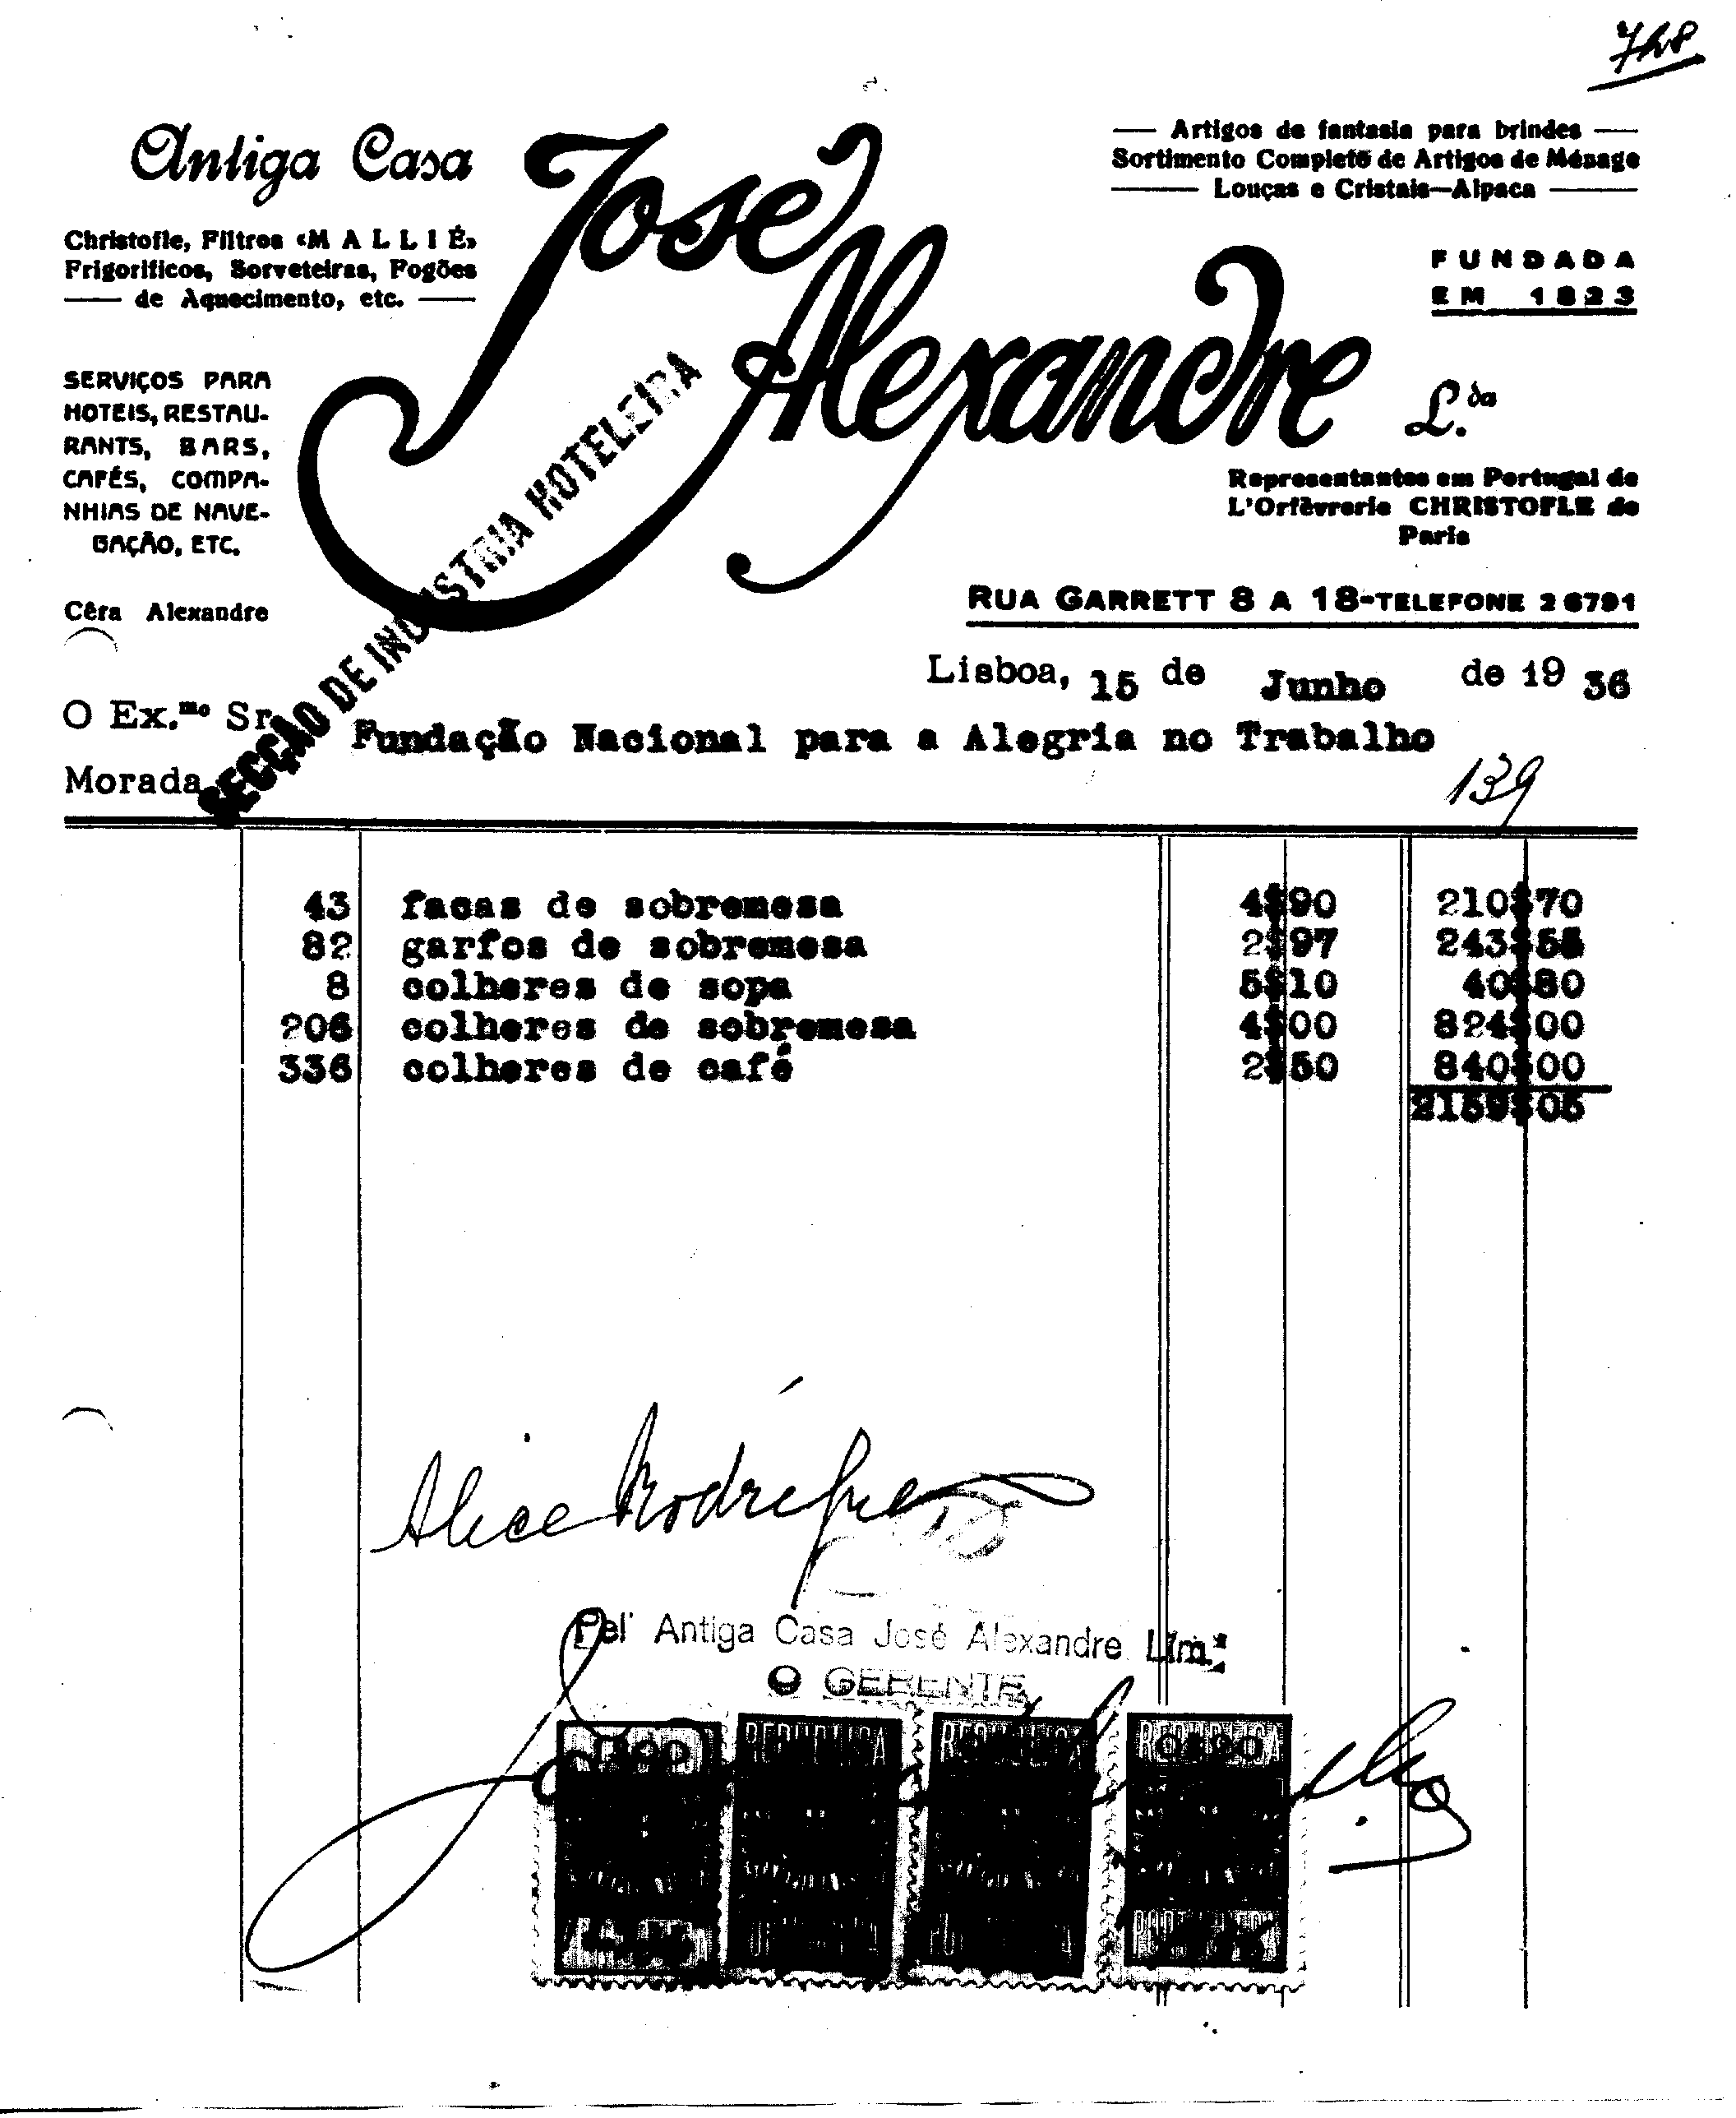 748
Antiga Casa José Alexandre L.da
Christofle, Filtros «MALLIÉ»
Frigorificos, Sorveteiras, Fogões
de Aquecimento, etc.
Artigos de fantasia para brindes
Sortimento Completo de Artigos de Ménage
Louças e Cristais—Alpaca
FUNDADA
EM 1823
SERVIÇOS PARA
HOTEIS, RESTAU-
RANTS, BARS,
CAFÉS, COMPA-
NHIAS DE NAVE-
GAÇÃO, ETC.
Cêra Alexandre
Representantes em Portugal de
L'Orfèvrerie CHRISTOFLE de
Paris
RUA GARRETT 8 A 18-TELEFONE 2 6791
SECÇÃO DE INDUSTRIA HOTELEIRA
Lisboa, 15 de Junho de 1936
O Ex.mo Sr. Fundação Nacional para a Alegria no Trabalho
Morada
139
43 facas de sobremesa 4$90 210$70
82 garfos de sobremesa 2$97 243$55
8 colheres de sopa 5$10 40$80
206 colheres de sobremesa 4$00 824$00
336 colheres de café 2$50 840$00
2159$05
Alice Rodrigues
Pel' Antiga Casa José Alexandre Lim.a
O GERENTE
REPUBLICA
REPUBLICA
REPUBLICA
PORTUGUESA